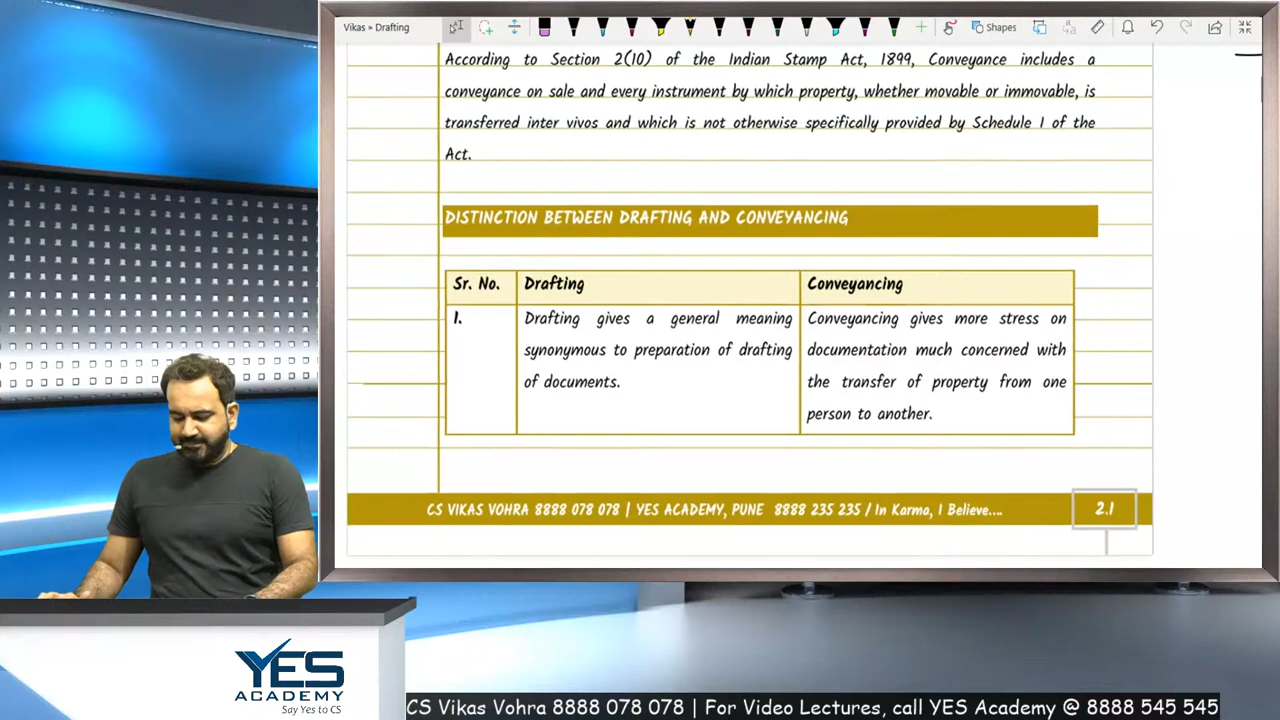 Vikas > Drafting
Shapes
According to Section 2(10) of the Indian Stamp Act, 1899, Conveyance includes a
conveyance on sale and every instrument by which property, whether movable or immovable, is
transferred inter vivos and which is not otherwise specifically provided by Schedule I of the
Act.
DISTINCTION BETWEEN DRAFTING AND CONVEYANCING
Sr. No. Drafting Conveyancing
1. Drafting gives a general meaning Conveyancing gives more stress on
synonymous to preparation of drafting documentation much concerned with
of documents. the transfer of property from one
person to another.
CS VIKAS VOHRA 8888 078 078 | YES ACADEMY, PUNE 8888 235 235 / In Karma, I Believe.... 2.1
YES
ACADEMY
Say Yes to CS
CS Vikas Vohra 8888 078 078 | For Video Lectures, call YES Academy @ 8888 545 545